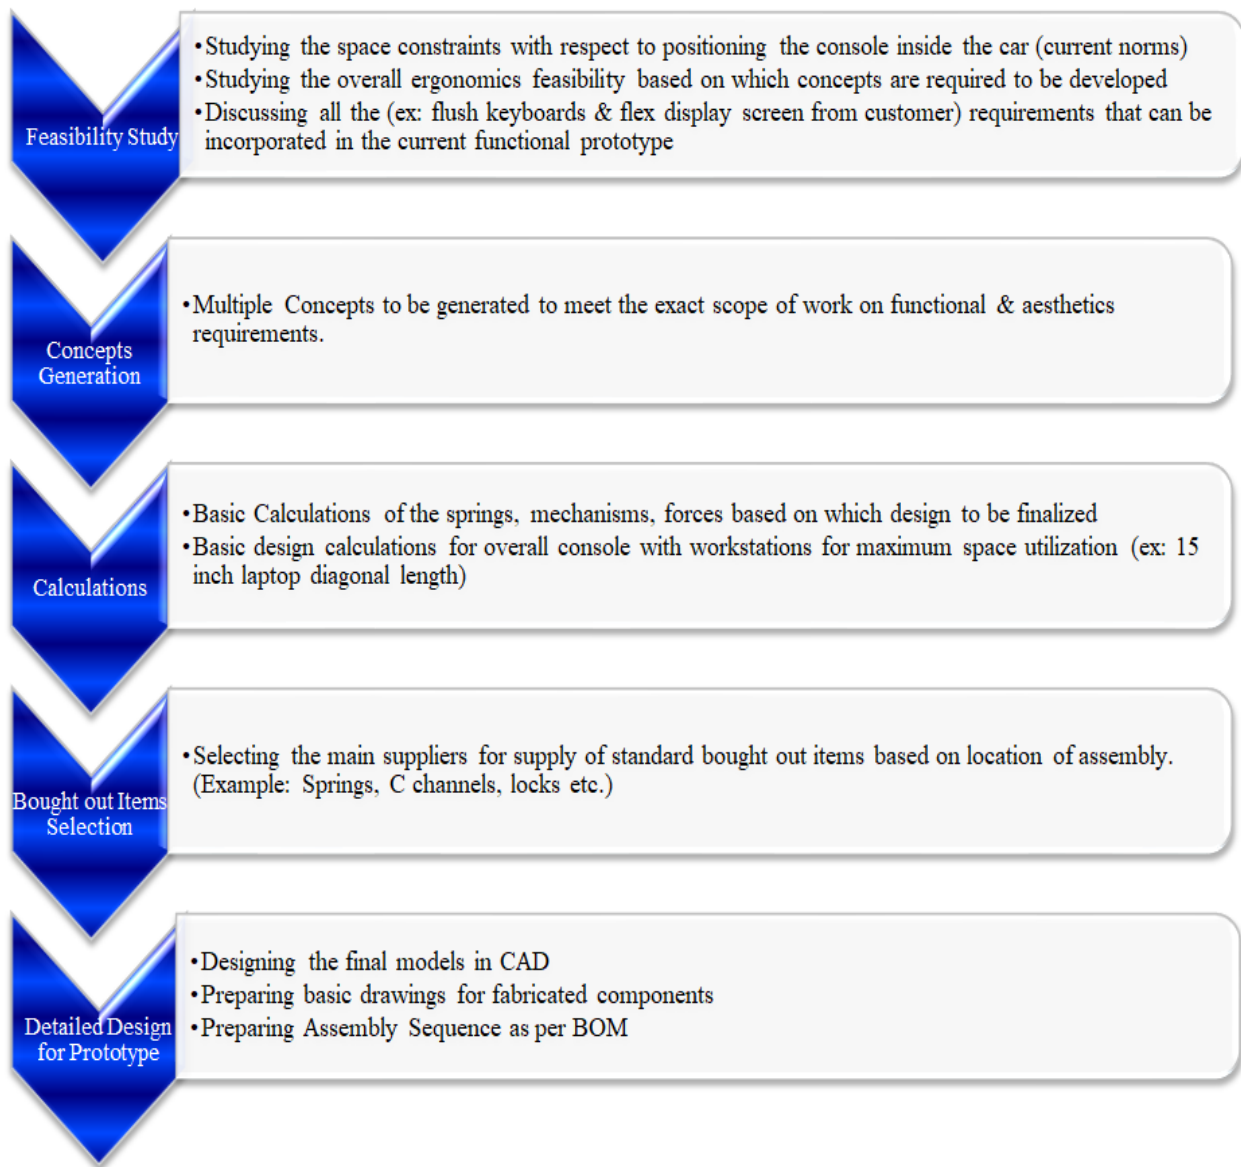 Feasibility Study
•Studying the space constraints with respect to positioning the console inside the car (current norms)
•Studying the overall ergonomics feasibility based on which concepts are required to be developed
•Discussing all the (ex: flush keyboards & flex display screen from customer) requirements that can be
incorporated in the current functional prototype
Concepts
Generation
•Multiple Concepts to be generated to meet the exact scope of work on functional & aesthetics
requirements.
Calculations
•Basic Calculations of the springs, mechanisms, forces based on which design to be finalized
•Basic design calculations for overall console with workstations for maximum space utilization (ex: 15
inch laptop diagonal length)
Bought out Items
Selection
•Selecting the main suppliers for supply of standard bought out items based on location of assembly.
(Example: Springs, C channels, locks etc.)
Detailed Design
for Prototype
•Designing the final models in CAD
•Preparing basic drawings for fabricated components
•Preparing Assembly Sequence as per BOM